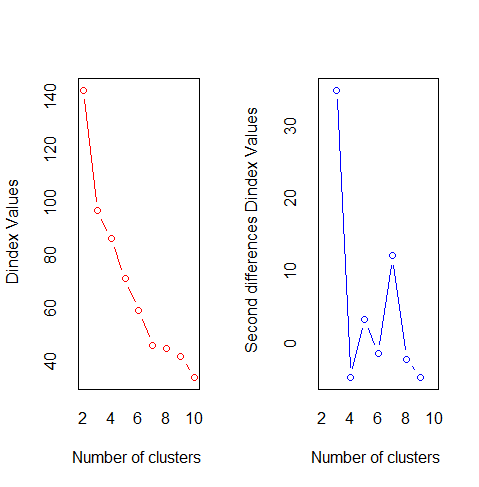 Dindex Values
140
120
100
80
60
40
2 4 6 8 10
Number of clusters
Second differences Dindex Values
30
20
10
0
2 4 6 8 10
Number of clusters